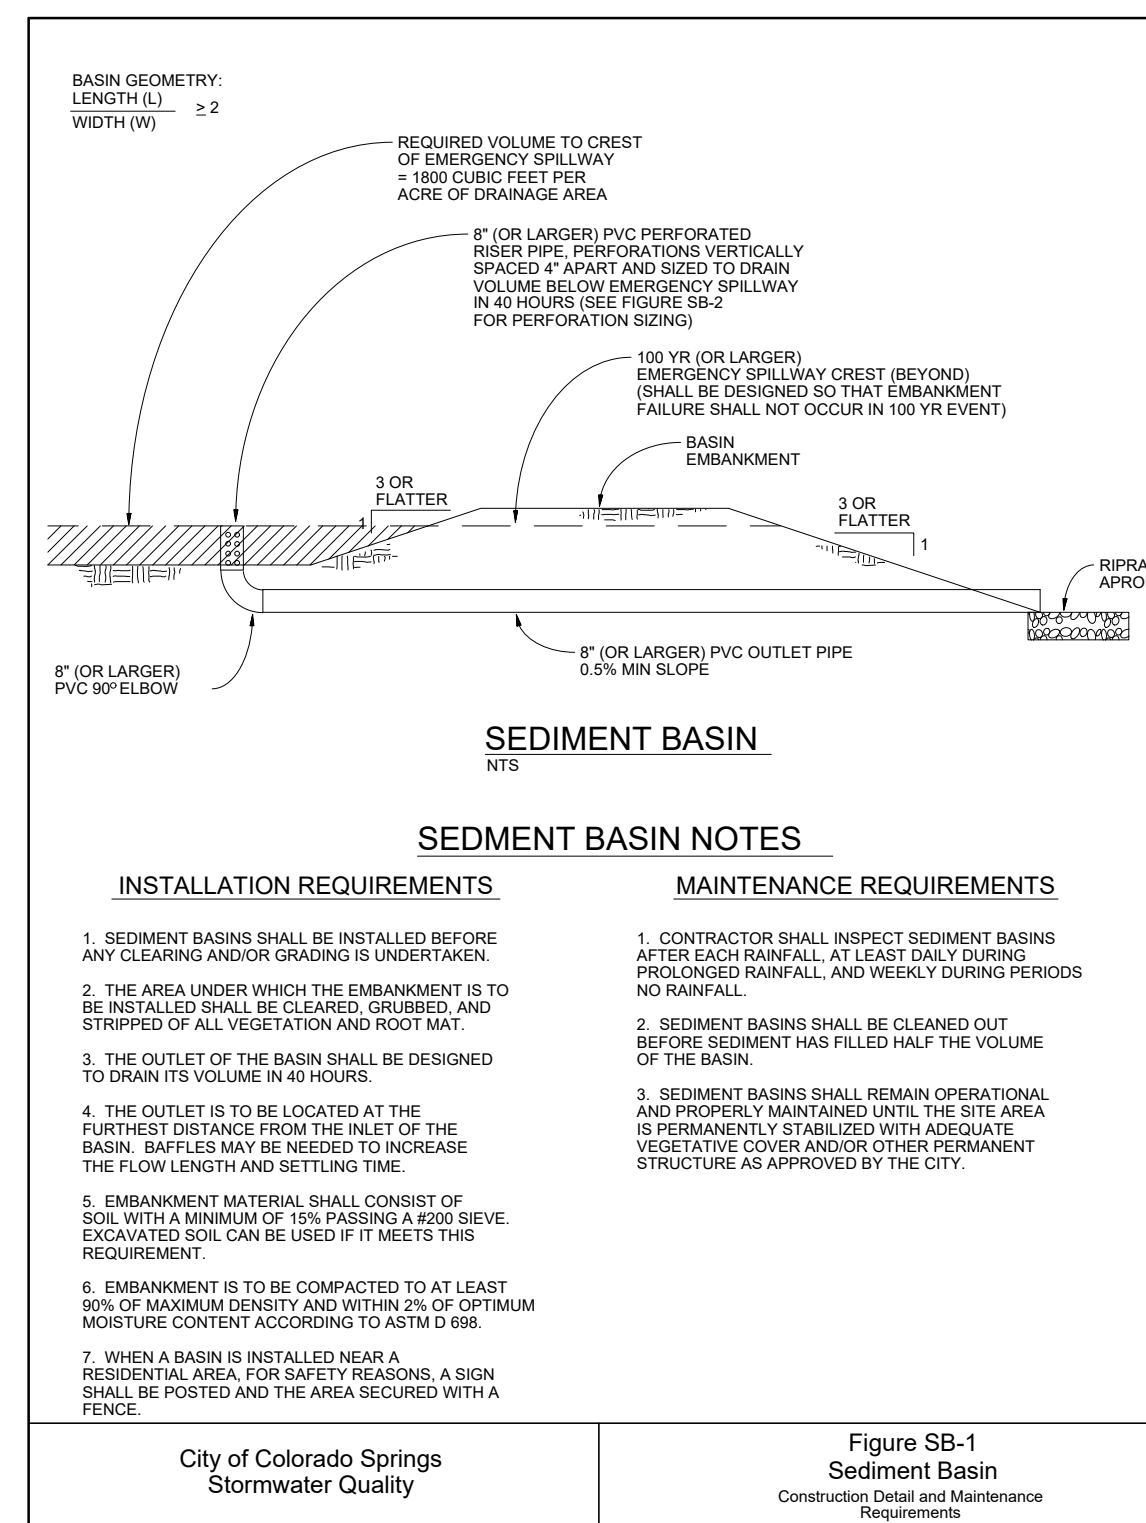 BASIN GEOMETRY:
LENGTH (L)
WIDTH (W)
≥ 2
REQUIRED VOLUME TO CREST
OF EMERGENCY SPILLWAY
= 1800 CUBIC FEET PER
ACRE OF DRAINAGE AREA
8" (OR LARGER) PVC PERFORATED
RISER PIPE, PERFORATIONS VERTICALLY
SPACED 4" APART AND SIZED TO DRAIN
VOLUME BELOW EMERGENCY SPILLWAY
IN 40 HOURS (SEE FIGURE SB-2
FOR PERFORATION SIZING)
100 YR (OR LARGER)
EMERGENCY SPILLWAY CREST (BEYOND)
(SHALL BE DESIGNED SO THAT EMBANKMENT
FAILURE SHALL NOT OCCUR IN 100 YR EVENT)
BASIN
EMBANKMENT
3 OR
FLATTER
1
3 OR
FLATTER
1
RIPRA
APRO
8" (OR LARGER)
PVC 90º ELBOW
8" (OR LARGER) PVC OUTLET PIPE
0.5% MIN SLOPE
SEDIMENT BASIN
NTS
SEDMENT BASIN NOTES
INSTALLATION REQUIREMENTS
1. SEDIMENT BASINS SHALL BE INSTALLED BEFORE
ANY CLEARING AND/OR GRADING IS UNDERTAKEN.
2. THE AREA UNDER WHICH THE EMBANKMENT IS TO
BE INSTALLED SHALL BE CLEARED, GRUBBED, AND
STRIPPED OF ALL VEGETATION AND ROOT MAT.
3. THE OUTLET OF THE BASIN SHALL BE DESIGNED
TO DRAIN ITS VOLUME IN 40 HOURS.
4. THE OUTLET IS TO BE LOCATED AT THE
FURTHEST DISTANCE FROM THE INLET OF THE
BASIN. BAFFLES MAY BE NEEDED TO INCREASE
THE FLOW LENGTH AND SETTLING TIME.
5. EMBANKMENT MATERIAL SHALL CONSIST OF
SOIL WITH A MINIMUM OF 15% PASSING A #200 SIEVE.
EXCAVATED SOIL CAN BE USED IF IT MEETS THIS
REQUIREMENT.
6. EMBANKMENT IS TO BE COMPACTED TO AT LEAST
90% OF MAXIMUM DENSITY AND WITHIN 2% OF OPTIMUM
MOISTURE CONTENT ACCORDING TO ASTM D 698.
7. WHEN A BASIN IS INSTALLED NEAR A
RESIDENTIAL AREA, FOR SAFETY REASONS, A SIGN
SHALL BE POSTED AND THE AREA SECURED WITH A
FENCE.
MAINTENANCE REQUIREMENTS
1. CONTRACTOR SHALL INSPECT SEDIMENT BASINS
AFTER EACH RAINFALL, AT LEAST DAILY DURING
PROLONGED RAINFALL, AND WEEKLY DURING PERIODS
NO RAINFALL.
2. SEDIMENT BASINS SHALL BE CLEANED OUT
BEFORE SEDIMENT HAS FILLED HALF THE VOLUME
OF THE BASIN.
3. SEDIMENT BASINS SHALL REMAIN OPERATIONAL
AND PROPERLY MAINTAINED UNTIL THE SITE AREA
IS PERMANENTLY STABILIZED WITH ADEQUATE
VEGETATIVE COVER AND/OR OTHER PERMANENT
STRUCTURE AS APPROVED BY THE CITY.
City of Colorado Springs
Stormwater Quality
Figure SB-1
Sediment Basin
Construction Detail and Maintenance
Requirements